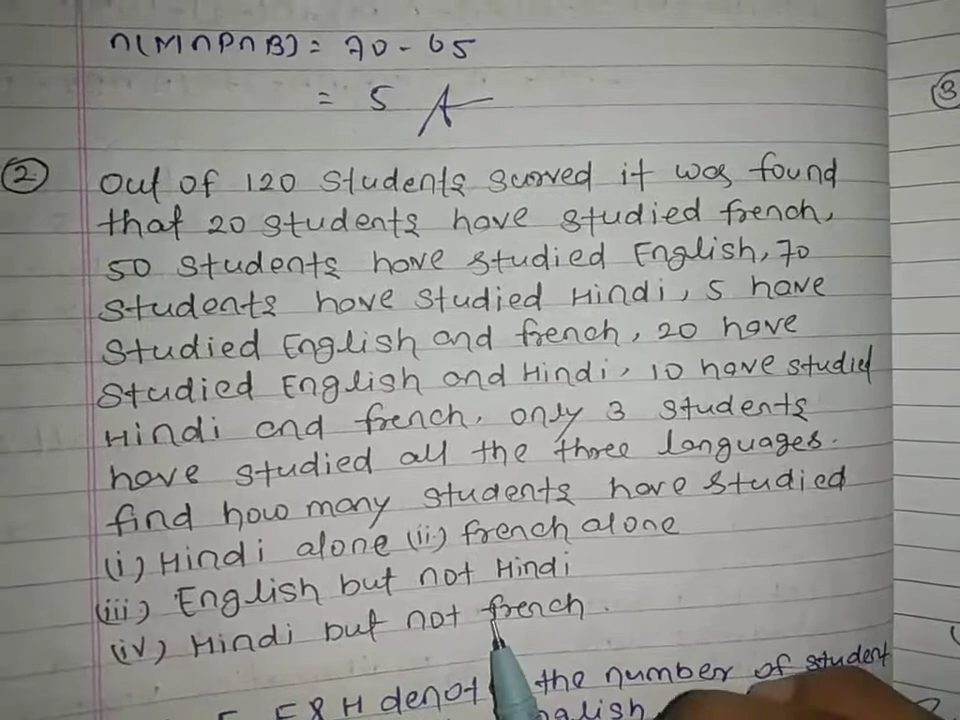 n(M∩P∩B) = 70 - 65
= 5 A
(3
(2) Out of 120 students surved it was found
that 20 students have studied french,
50 students have studied English, 70
students have studied Hindi, 5 have
studied English and french, 20 have
studied English and Hindi, 10 have studied
Hindi and french, only 3 students
have studied all the three languages.
find how many students have studied
(i) Hindi alone (ii) french alone
(iii) English but not Hindi
(iv) Hindi but not french.
E & H denot the number of student